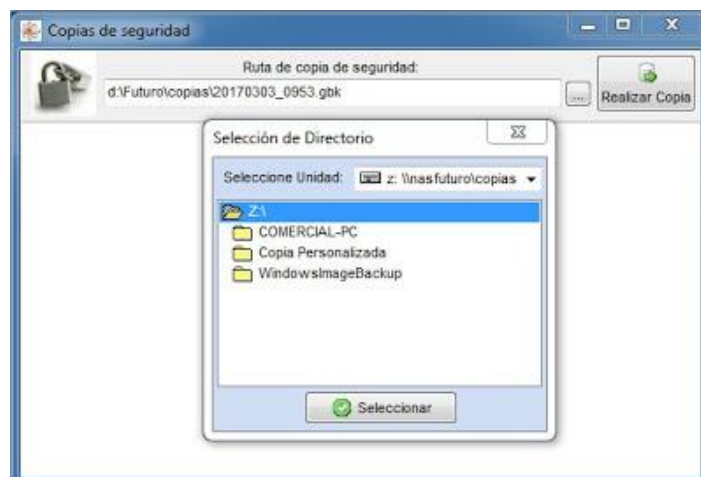 Copias de seguridad
Ruta de copia de seguridad:
d:\Futuro\copias\20170303_0953.gbk
...
Realizar Copia
Selección de Directorio
Seleccione Unidad:
z: \\nasfuturo\copias
Z:\
COMERCIAL-PC
Copia Personalizada
WindowsImageBackup
Seleccionar